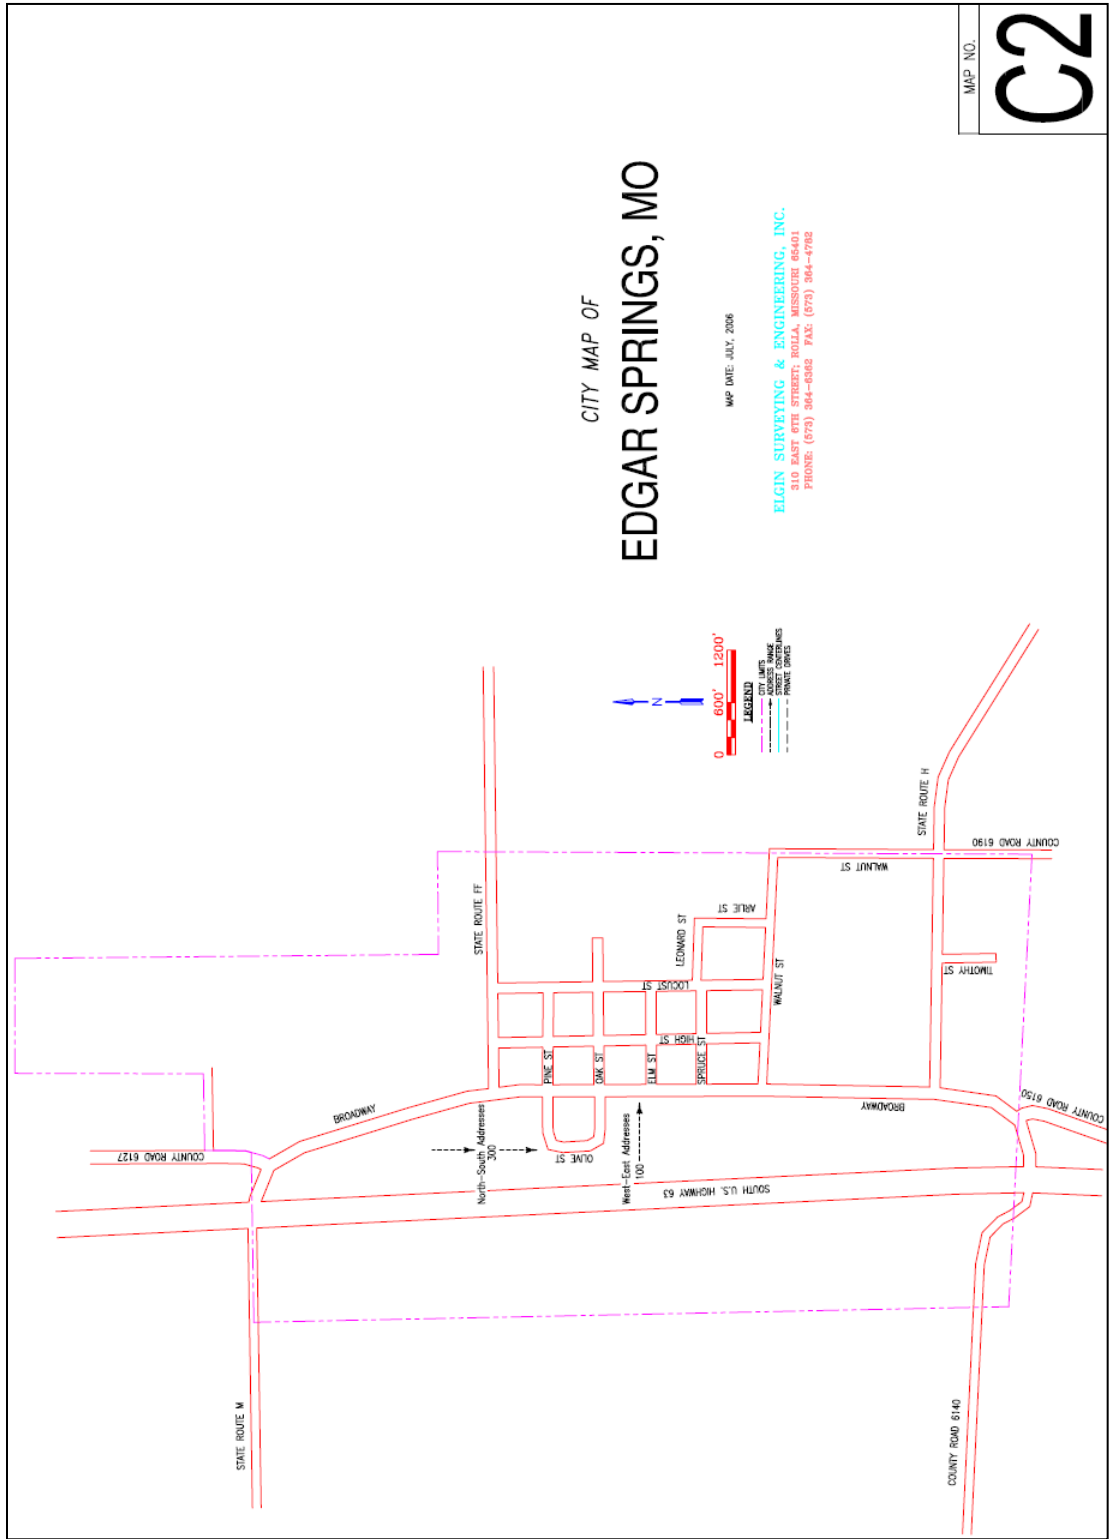 MAP NO.
C2
CITY MAP OF
EDGAR SPRINGS, MO
MAP DATE: JULY, 2006
ELGIN SURVEYING & ENGINEERING, INC.
310 EAST 6TH STREET; ROLLA, MISSOURI 65401
PHONE: (573) 364-6362 FAX: (573) 364-4782
N
0 600' 1200'
LEGEND
CITY LIMITS
ADDRESS RANGE
STREET CENTERLINES
PRIVATE DRIVES
STATE ROUTE M
COUNTY ROAD 6127
BROADWAY
STATE ROUTE FF
North-South Addresses
300
OLIVE ST
PINE ST
OAK ST
West-East Addresses
100
ELM ST
SPRUCE ST
HIGH ST
LOCUST ST
LEONARD ST
ARLIE ST
WALNUT ST
WALNUT ST
SOUTH U.S. HIGHWAY 63
BROADWAY
STATE ROUTE H
COUNTY ROAD 6190
TIMOTHY ST
COUNTY ROAD 6150
COUNTY ROAD 6140